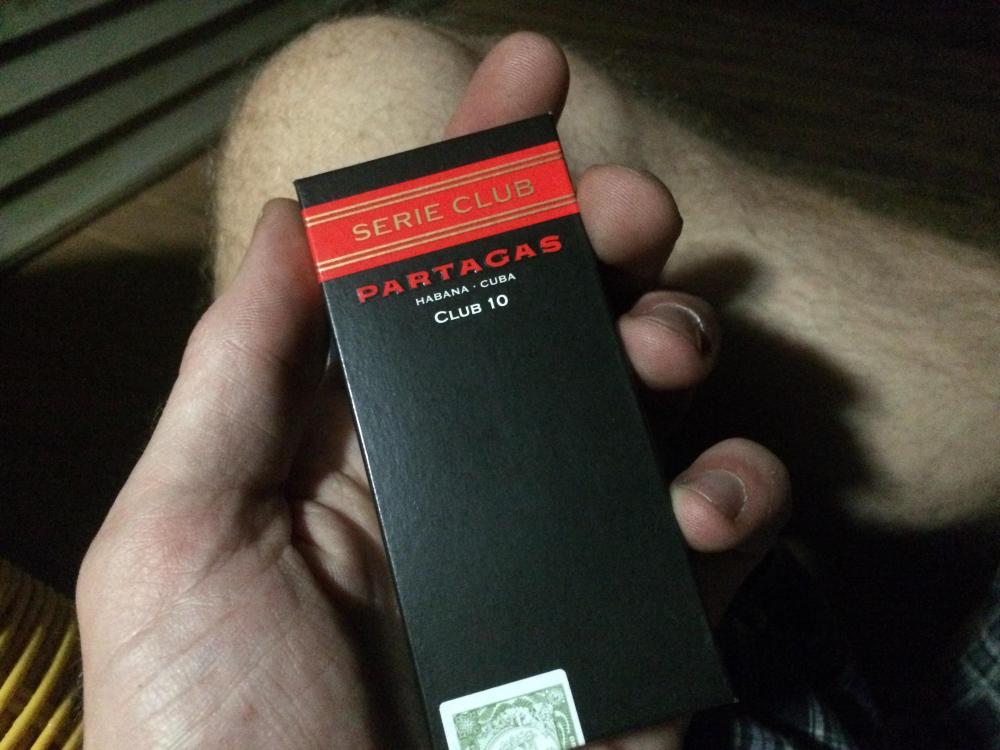 SERIE CLUB
PARTAGAS
HABANA · CUBA
CLUB 10